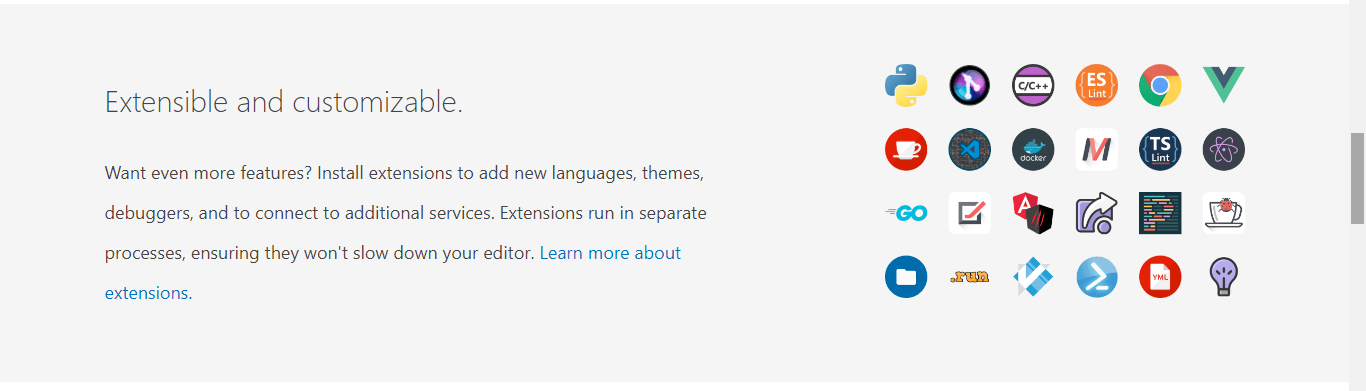 Extensible and customizable.
Want even more features? Install extensions to add new languages, themes,
debuggers, and to connect to additional services. Extensions run in separate
processes, ensuring they won't slow down your editor. Learn more about
extensions.
C/C++
ES
Lint
docker
TS
Lint
GO
A
.run
YML